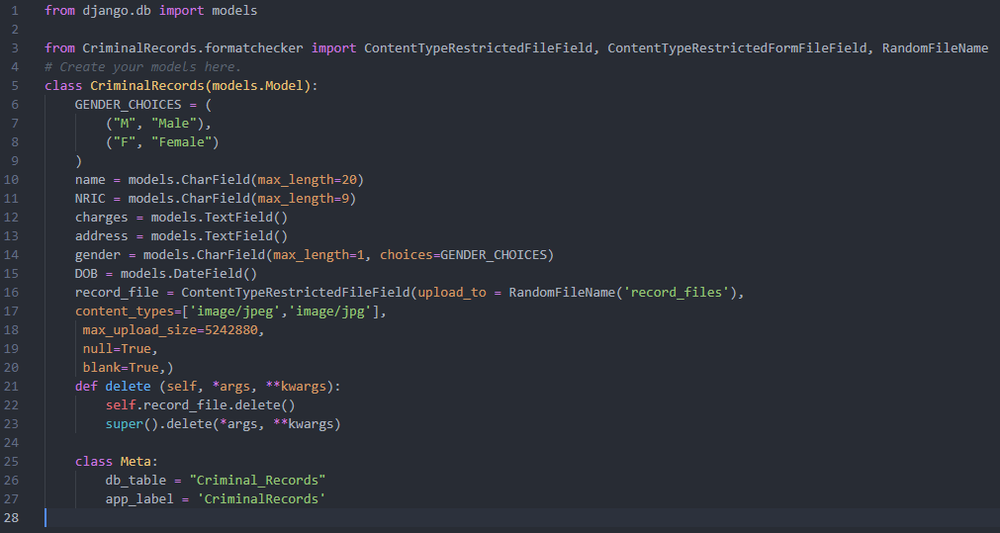 1 from django.db import models
2
3 from CriminalRecords.formatchecker import ContentTypeRestrictedFileField, ContentTypeRestrictedFormFileField, RandomFileName
4 # Create your models here.
5 class CriminalRecords(models.Model):
6     GENDER_CHOICES = (
7         ("M", "Male"),
8         ("F", "Female")
9     )
10     name = models.CharField(max_length=20)
11     NRIC = models.CharField(max_length=9)
12     charges = models.TextField()
13     address = models.TextField()
14     gender = models.CharField(max_length=1, choices=GENDER_CHOICES)
15     DOB = models.DateField()
16     record_file = ContentTypeRestrictedFileField(upload_to = RandomFileName('record_files'),
17     content_types=['image/jpeg','image/jpg'],
18      max_upload_size=5242880,
19      null=True,
20      blank=True,)
21     def delete (self, *args, **kwargs):
22         self.record_file.delete()
23         super().delete(*args, **kwargs)
24
25     class Meta:
26         db_table = "Criminal_Records"
27         app_label = 'CriminalRecords'
28